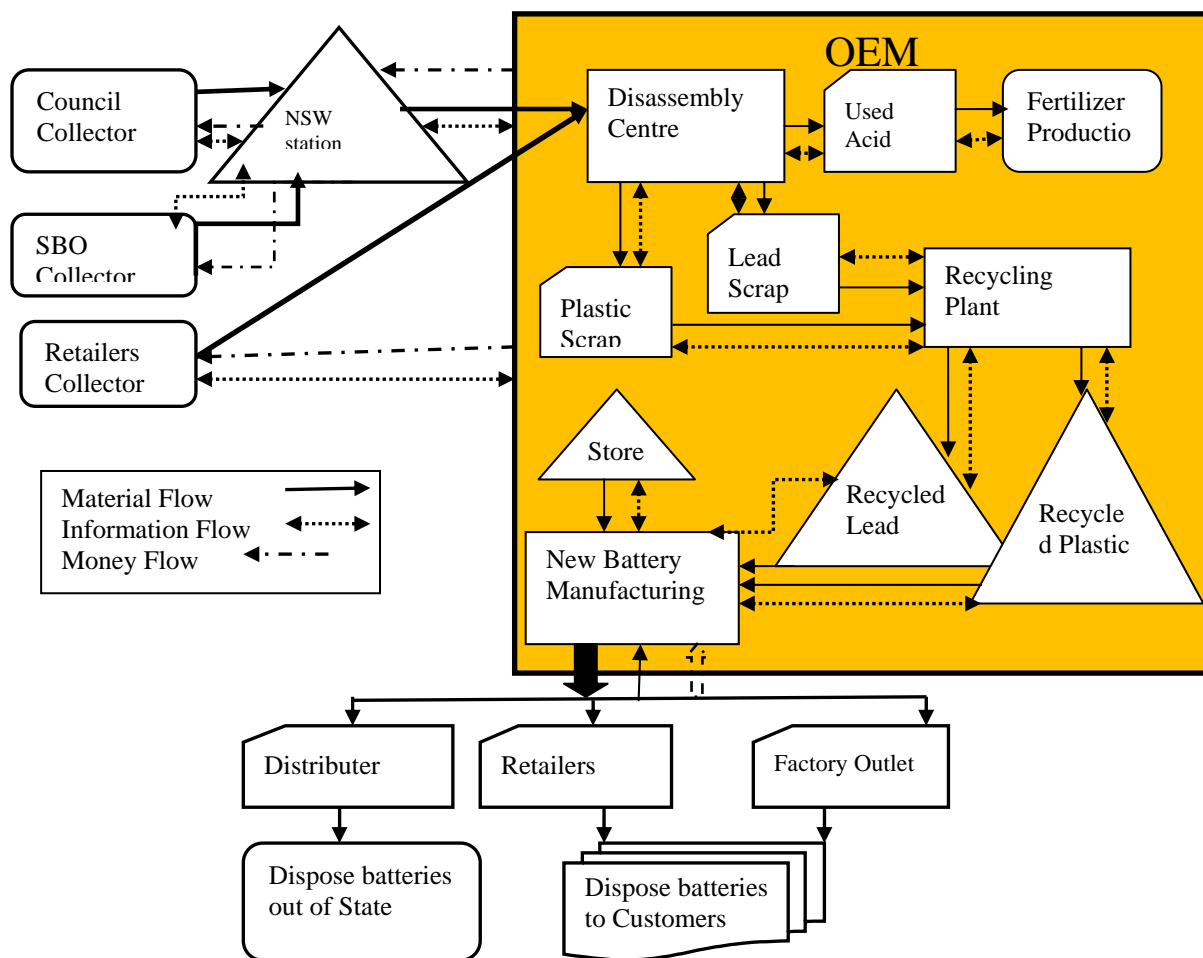 OEM
Council
Collector
NSW
station
Disassembly
Centre
Used
Acid
Fertilizer
Productio
SBO
Collector
Lead
Scrap
Recycling
Plant
Plastic
Scrap
Retailers
Collector
Store
Recycled
Lead
Recycle
d Plastic
Material Flow
Information Flow
Money Flow
New Battery
Manufacturing
Distributer
Retailers
Factory Outlet
Dispose batteries
out of State
Dispose batteries
to Customers